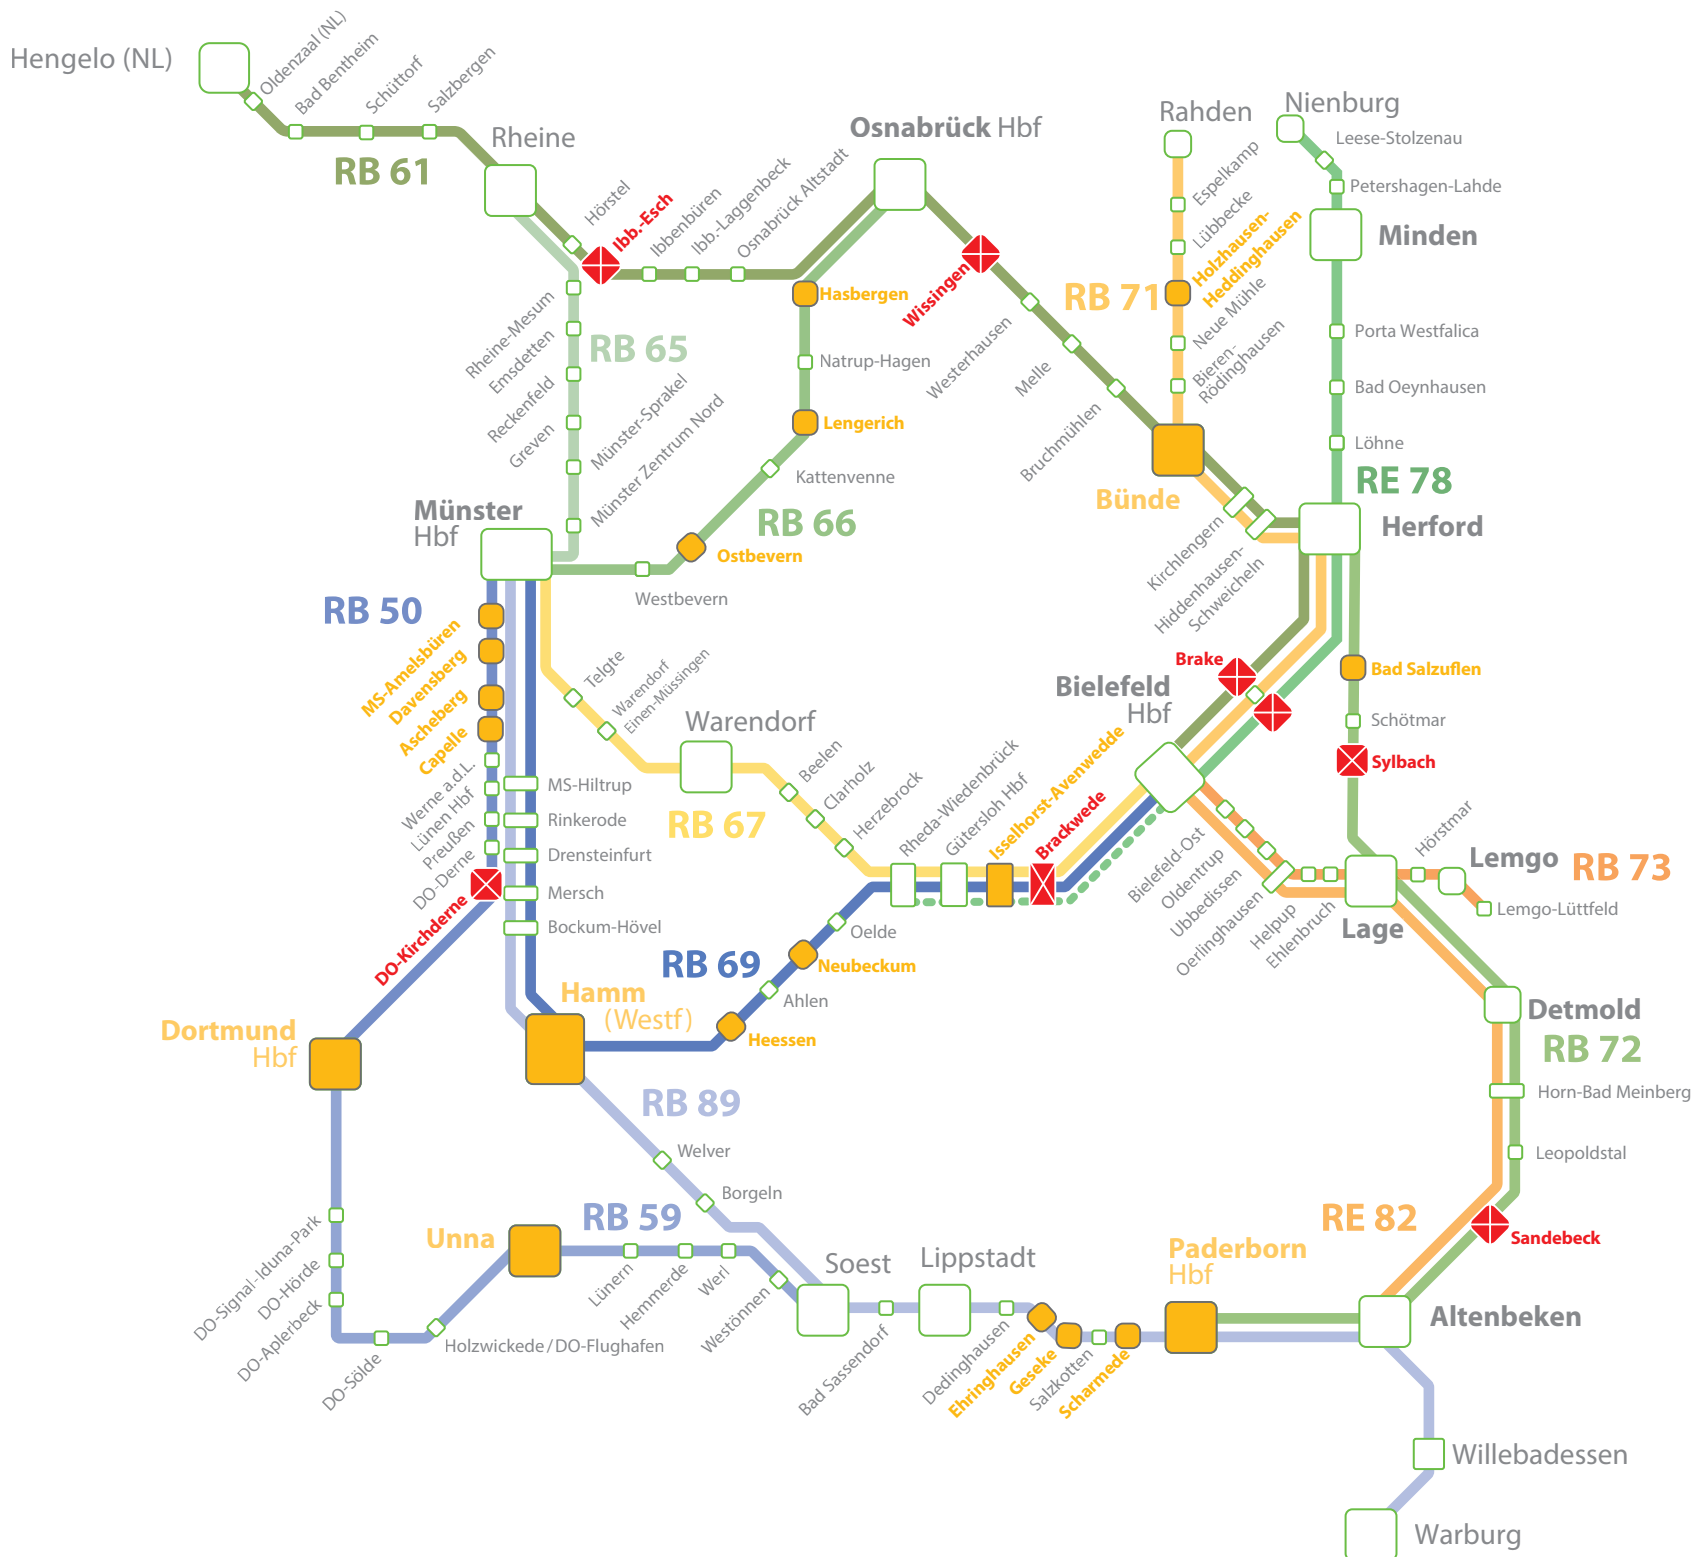 Hengelo (NL)
Oldenzaal (NL)
Bad Bentheim
Schüttorf
Salzbergen
RB 61
Rheine
Hörstel
Ibb.-Esch
Ibbenbüren
Ibb.-Laggenbeck
Osnabrück Altstadt
Osnabrück Hbf
Wissingen
Westerhausen
Melle
Bruchmühlen
Rahden
Espelkamp
Lübbecke
Holzhausen-
Heddinghausen
RB 71
Neue Mühle
Bieren-
Rödinghausen
Bünde
Nienburg
Leese-Stolzenau
Petershagen-Lahde
Minden
Porta Westfalica
Bad Oeynhausen
Löhne
RE 78
Herford
Kirchlengern
Hiddenhausen-
Schweicheln
Rheine-Mesum
Emsdetten
Reckenfeld
Greven
RB 65
Münster-Sprakel
Münster Zentrum Nord
Hasbergen
Natrup-Hagen
Lengerich
Kattenvenne
RB 66
Ostbevern
Westbevern
Münster
Hbf
RB 50
MS-Amelsbüren
Davensberg
Ascheberg
Capelle
Werne a.d.L.
Lünen Hbf
Preußen
DO-Derne
DO-Kirchderne
Dortmund
Hbf
MS-Hiltrup
Rinkerode
Drensteinfurt
Mersch
Bockum-Hövel
Telgte
Warendorf
Einen-Müssingen
Warendorf
RB 67
Beelen
Clarholz
Herzebrock
Rheda-Wiedenbrück
Gütersloh Hbf
Isselhorst-Avenwedde
Brackwede
Bielefeld
Hbf
Brake
Bad Salzuflen
Schötmar
Sylbach
Bielefeld-Ost
Oldentrup
Ubbedissen
Oerlinghausen
Helpup
Ehlenbruch
Lage
Hörstmar
Lemgo
RB 73
Lemgo-Lüttfeld
Detmold
RB 72
Horn-Bad Meinberg
Leopoldstal
Sandebeck
RE 82
Hamm
(Westf)
RB 69
Oelde
Neubeckum
Ahlen
Heessen
RB 89
Welver
Borgeln
DO-Signal-Iduna-Park
DO-Hörde
DO-Aplerbeck
DO-Sölde
Holzwickede/DO-Flughafen
Unna
RB 59
Lünern
Hemmerde
Werl
Westönnen
Soest
Bad Sassendorf
Lippstadt
Dedinghausen
Ehringhausen
Geseke
Salzkotten
Scharmede
Paderborn
Hbf
Altenbeken
Willebadessen
Warburg